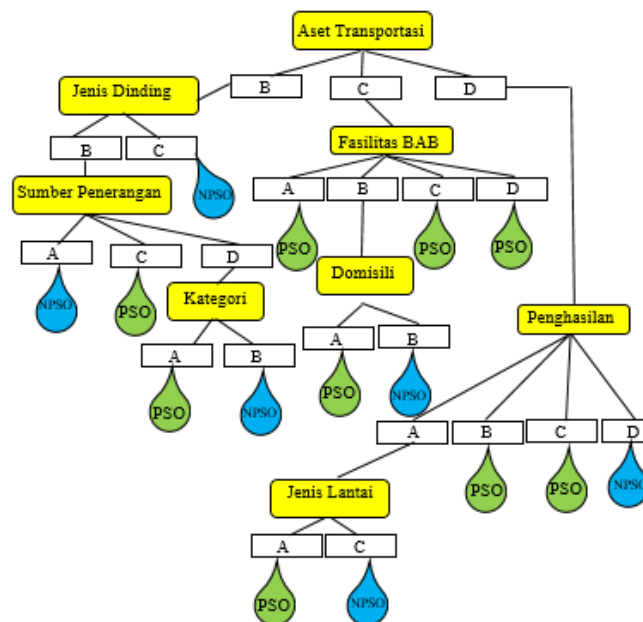 Aset Transportasi
Jenis Dinding
B
C
D
B
C
Fasilitas BAB
NPSO
Sumber Penerangan
A
B
C
D
A
C
D
PSO
PSO
PSO
NPSO
PSO
Kategori
Domisili
Penghasilan
A
B
A
B
PSO
NPSO
PSO
NPSO
A
B
C
D
PSO
PSO
NPSO
Jenis Lantai
A
C
PSO
NPSO